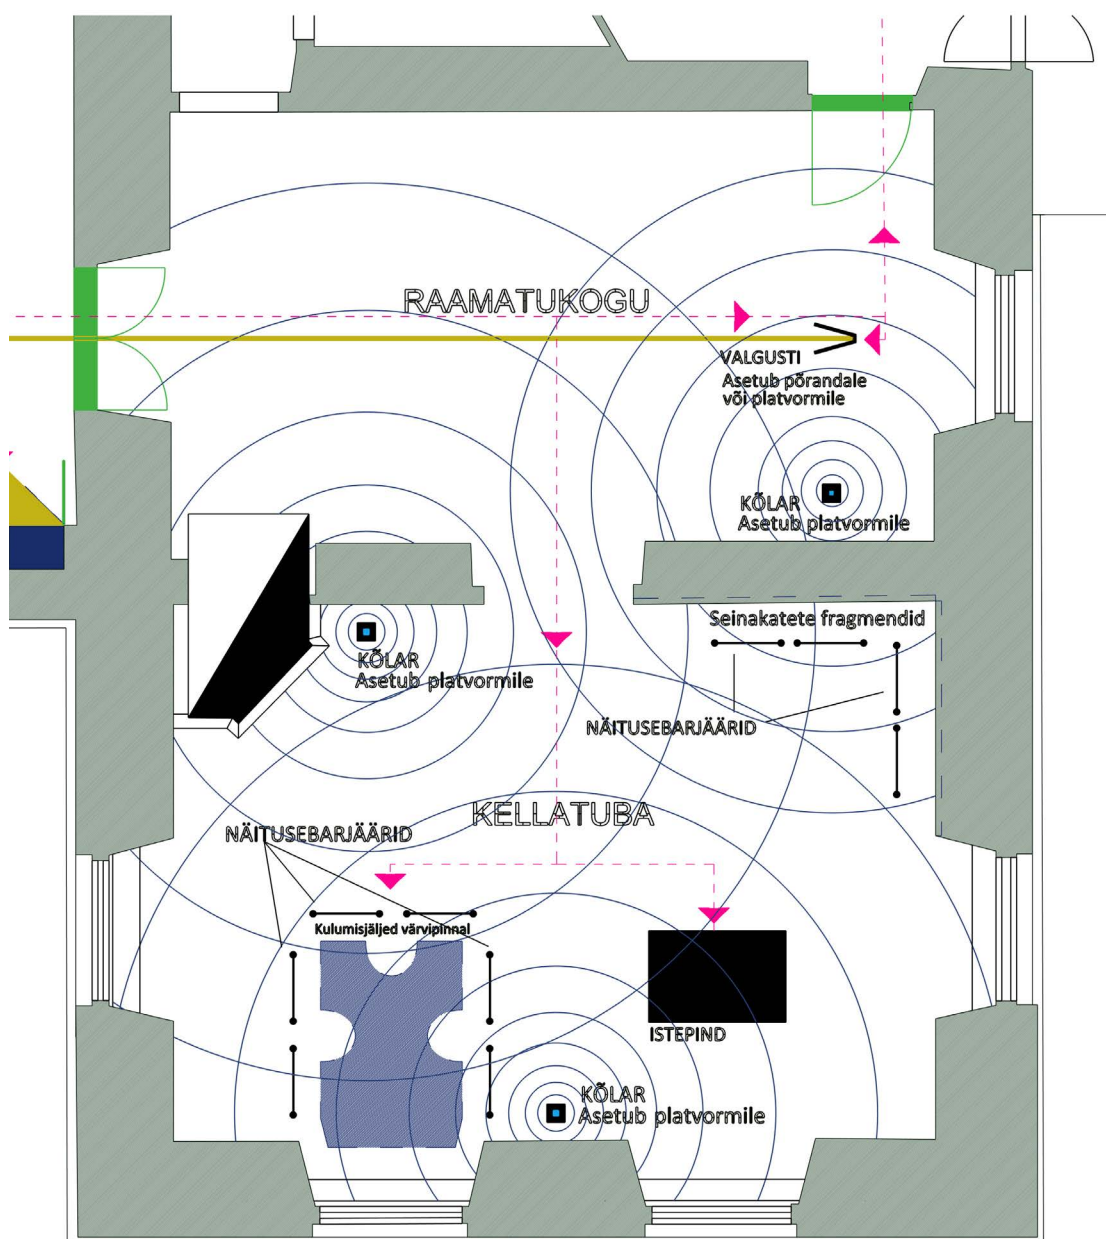 RAAMATUKOGU
VALGUSTI
Asetub põrandale
või platvormile
KÕLAR
Asetub platvormile
Seinakatete fragmendid
KÕLAR
Asetub platvormile
NÄITUSEBARJÄÄRID
KELLATUBA
NÄITUSEBARJÄÄRID
Kulumisjäljed värvipinnal
ISTEPIND
KÕLAR
Asetub platvormile